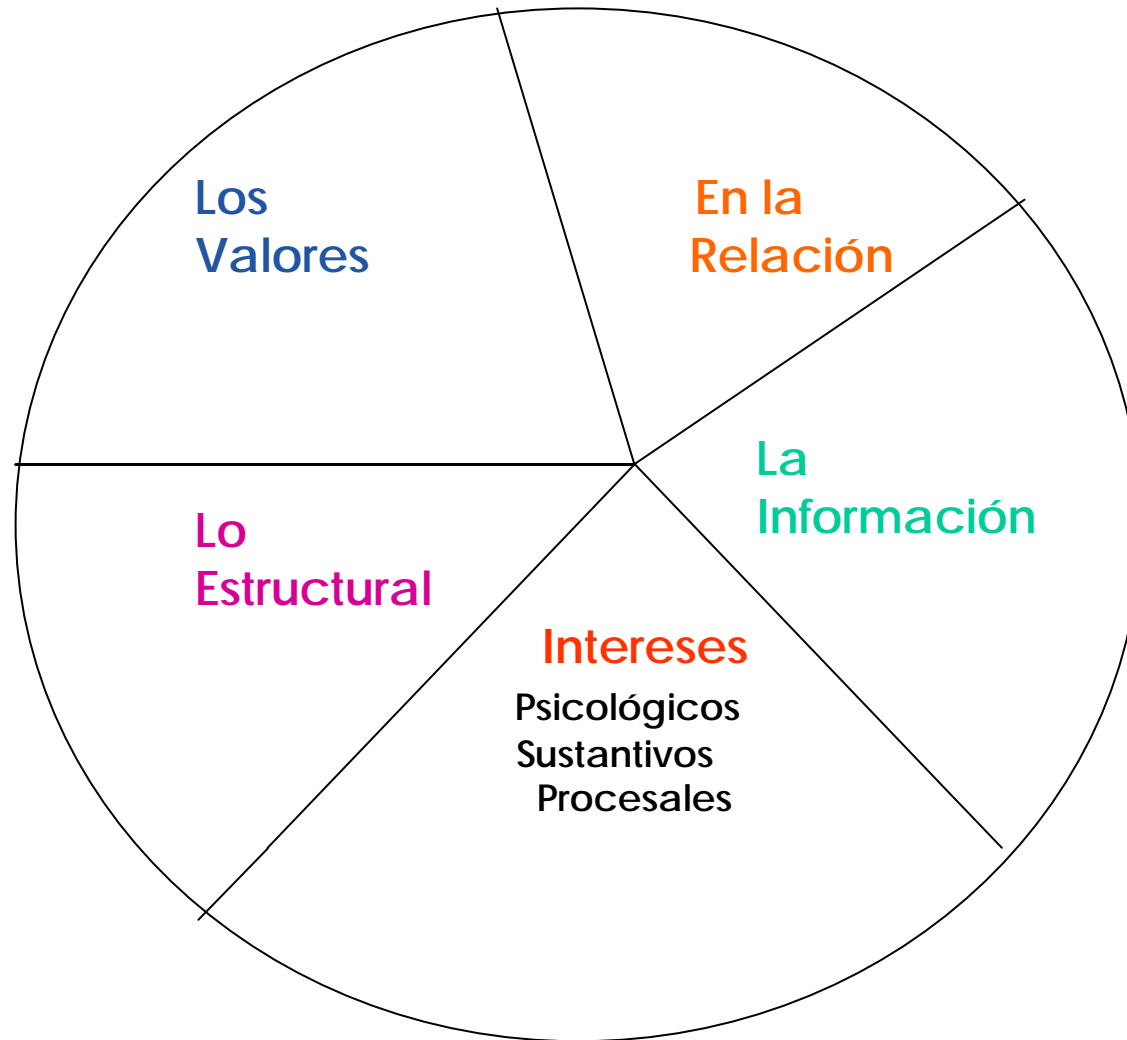 Los
Valores
En la
Relación
La
Información
Lo
Estructural
Intereses
Psicológicos
Sustantivos
Procesales